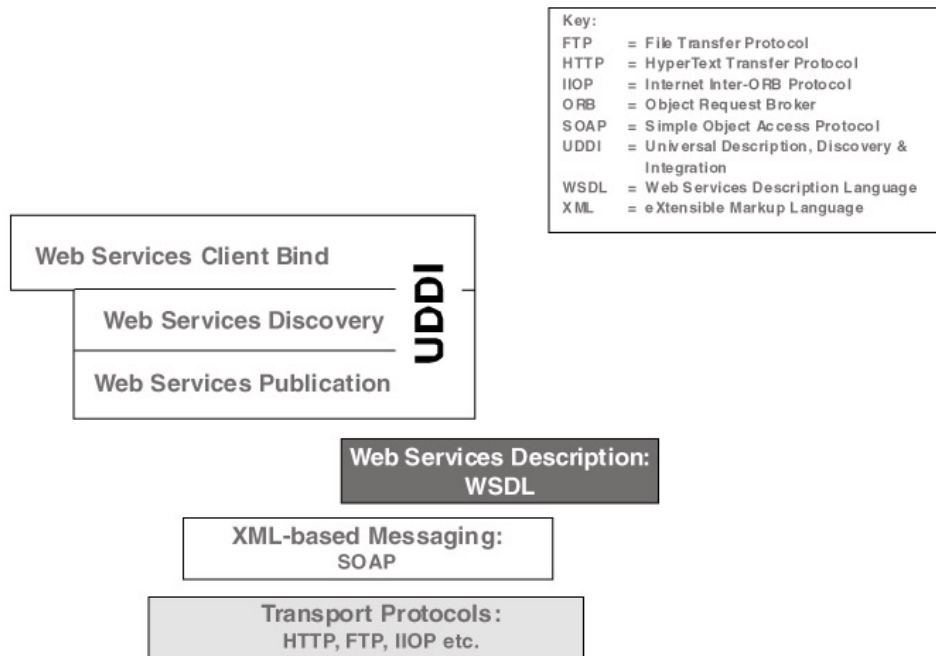 Key:
FTP = File Transfer Protocol
HTTP = HyperText Transfer Protocol
IIOP = Internet Inter-ORB Protocol
ORB = Object Request Broker
SOAP = Simple Object Access Protocol
UDDI = Universal Description, Discovery &
Integration
WSDL = Web Services Description Language
XML = eXtensible Markup Language
Web Services Client Bind
Web Services Discovery
Web Services Publication
UDDI
Web Services Description:
WSDL
XML-based Messaging:
SOAP
Transport Protocols:
HTTP, FTP, IIOP etc.